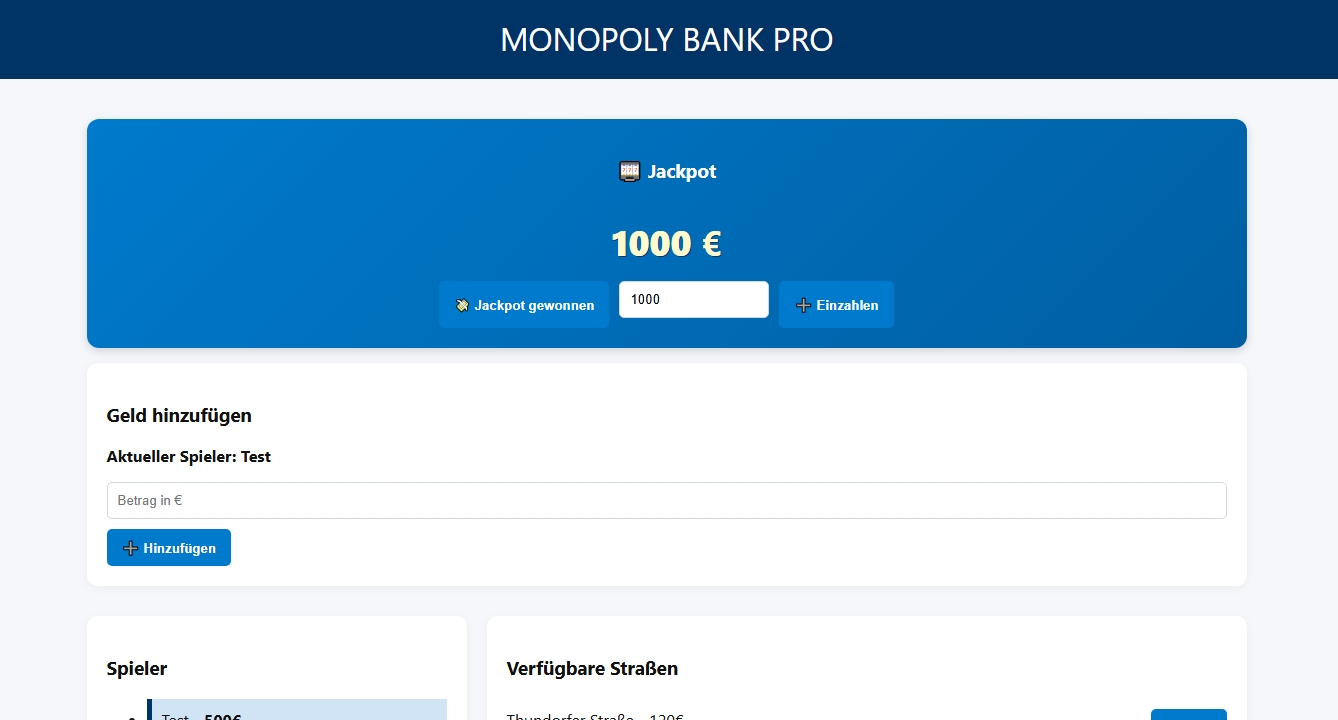 MONOPOLY BANK PRO
Jackpot
1000 €
Jackpot gewonnen
1000
Einzahlen
Geld hinzufügen
Aktueller Spieler: Test
Betrag in €
Hinzufügen
Spieler
Verfügbare Straßen
Test - 500€
Thundorfer Straße - 120€